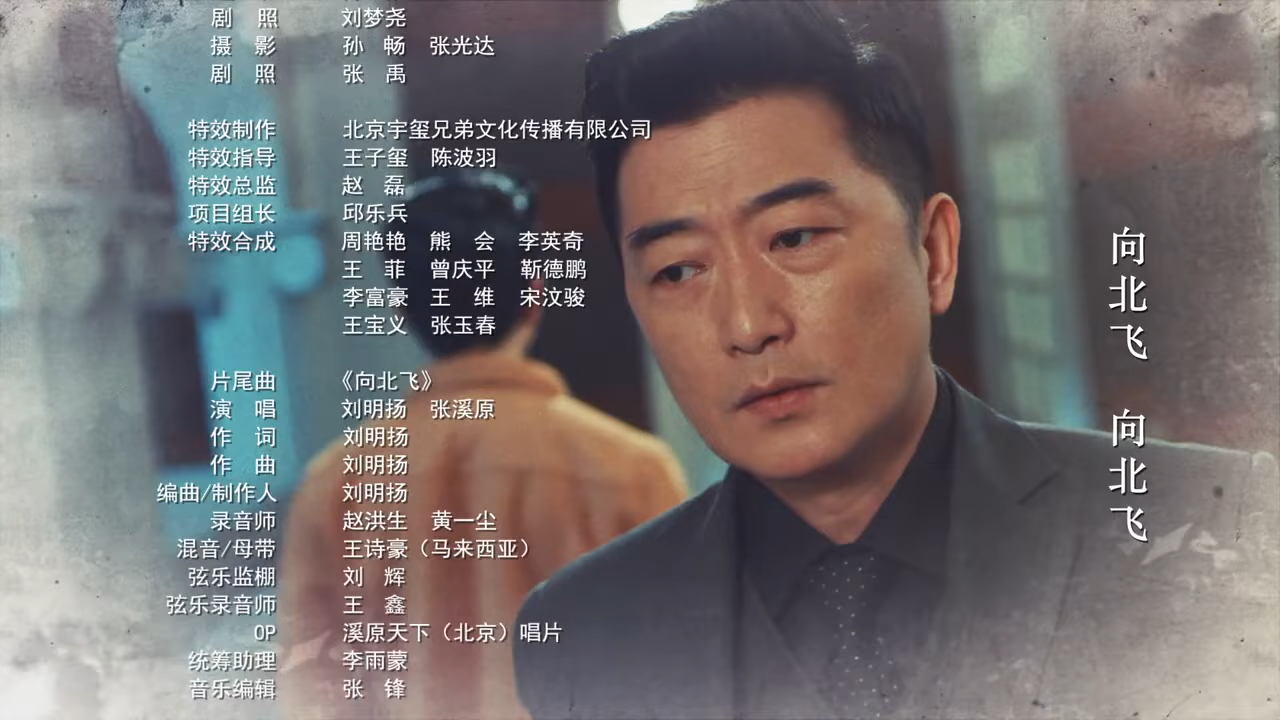 剧 照 刘梦尧
摄 影 孙 畅 张光达
剧 照 张 禹
特效制作 北京宇玺兄弟文化传播有限公司
特效指导 王子玺 陈波羽
特效总监 赵 磊
项目组长 邱乐兵
特效合成 周艳艳 熊 会 李英奇
王 菲 曾庆平 靳德鹏
李富豪 王 维 宋汶骏
王宝义 张玉春
片尾曲 《向北飞》
演 唱 刘明扬 张溪原
作 词 刘明扬
作 曲 刘明扬
编曲/制作人 刘明扬
录音师 赵洪生 黄一尘
混音/母带 王诗豪（马来西亚）
弦乐监棚 刘 辉
弦乐录音师 王 鑫
OP 溪原天下（北京）唱片
统筹助理 李雨蒙
音乐编辑 张 锋
向北飞 向北飞